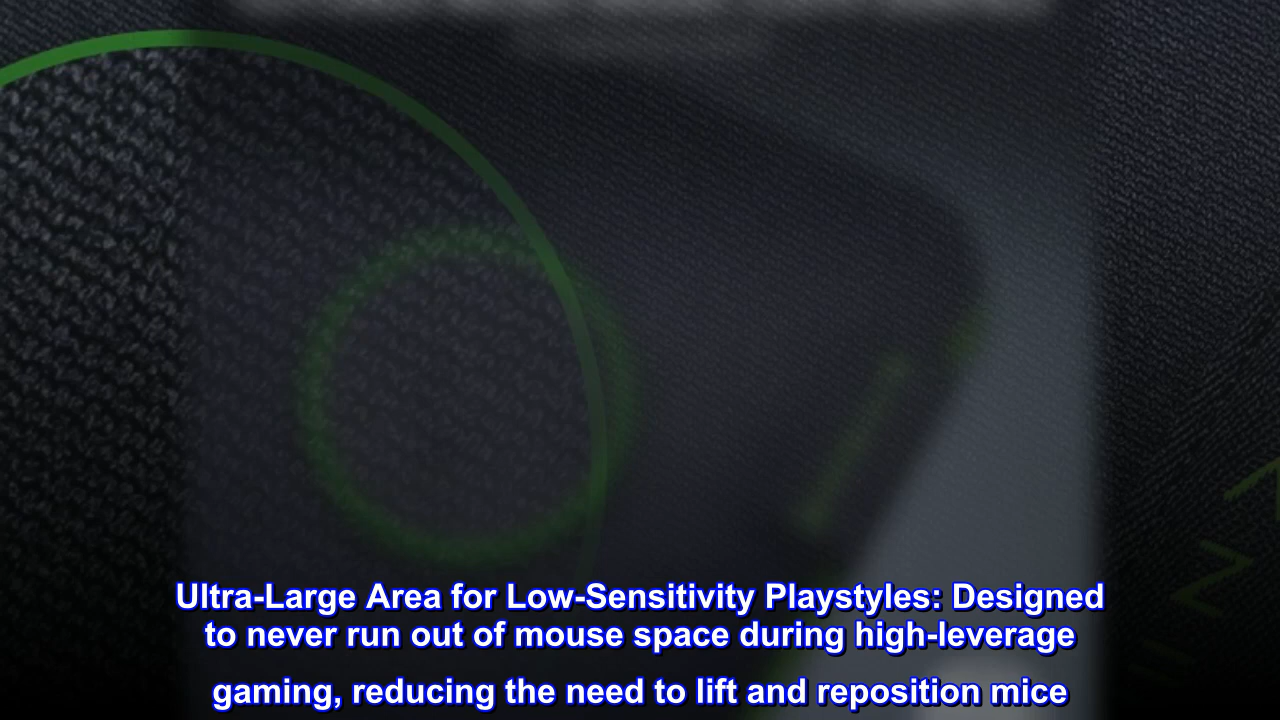 Ultra-Large Area for Low-Sensitivity Playstyles: Designed
to never run out of mouse space during high-leverage
gaming, reducing the need to lift and reposition mice